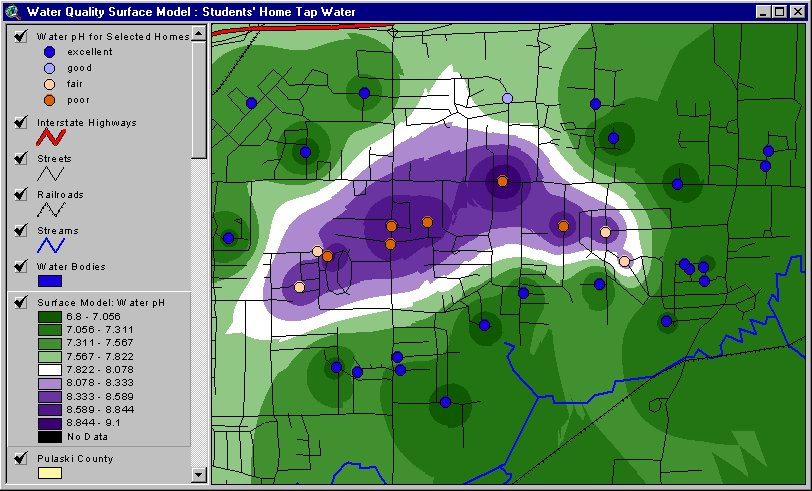 Water Quality Surface Model : Students' Home Tap Water
Water pH for Selected Homes
excellent
good
fair
poor
Interstate Highways
Streets
Railroads
Streams
Water Bodies
Surface Model: Water pH
6.8 - 7.056
7.056 - 7.311
7.311 - 7.567
7.567 - 7.822
7.822 - 8.078
8.078 - 8.333
8.333 - 8.589
8.589 - 8.844
8.844 - 9.1
No Data
Pulaski County